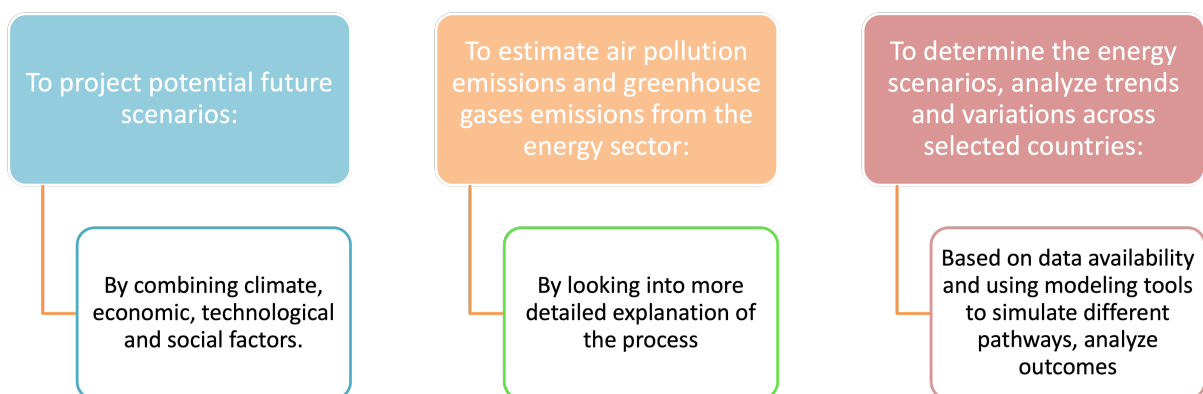 To project potential future
scenarios:
By combining climate,
economic, technological
and social factors.
To estimate air pollution
emissions and greenhouse
gases emissions from the
energy sector:
By looking into more
detailed explanation of
the process
To determine the energy
scenarios, analyze trends
and variations across
selected countries:
Based on data availability
and using modeling tools
to simulate different
pathways, analyze
outcomes